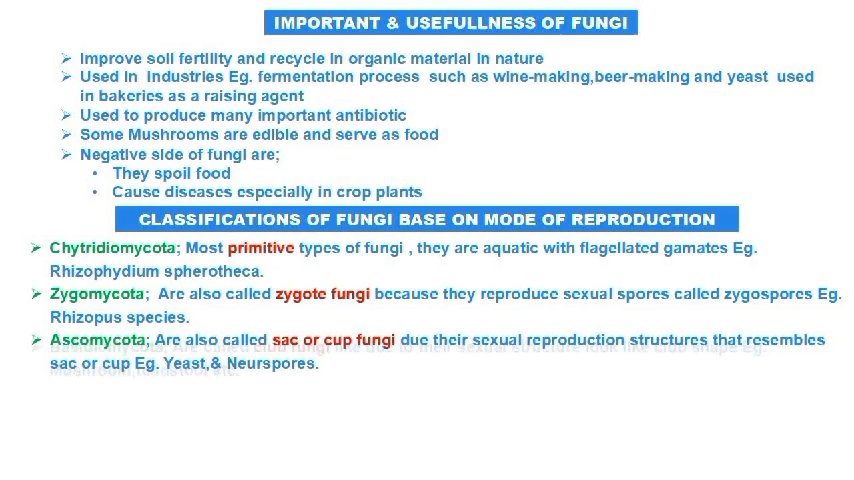 IMPORTANT & USEFULLNESS OF FUNGI
Improve soil fertility and recycle in organic material in nature
Used in industries Eg. fermentation process such as wine-making,beer-making and yeast used
in bakeries as a raising agent
Used to produce many important antibiotic
Some Mushrooms are edible and serve as food
Negative side of fungi are;
They spoil food
Cause diseases especially in crop plants
CLASSIFICATIONS OF FUNGI BASE ON MODE OF REPRODUCTION
Chytridiomycota; Most primitive types of fungi , they are aquatic with flagellated gamates Eg.
Rhizophydium spherotheca.
Zygomycota; Are also called zygote fungi because they reproduce sexual spores called zygospores Eg.
Rhizopus species.
Ascomycota; Are also called sac or cup fungi due their sexual reproduction structures that resembles
sac or cup Eg. Yeast,& Neurspores.